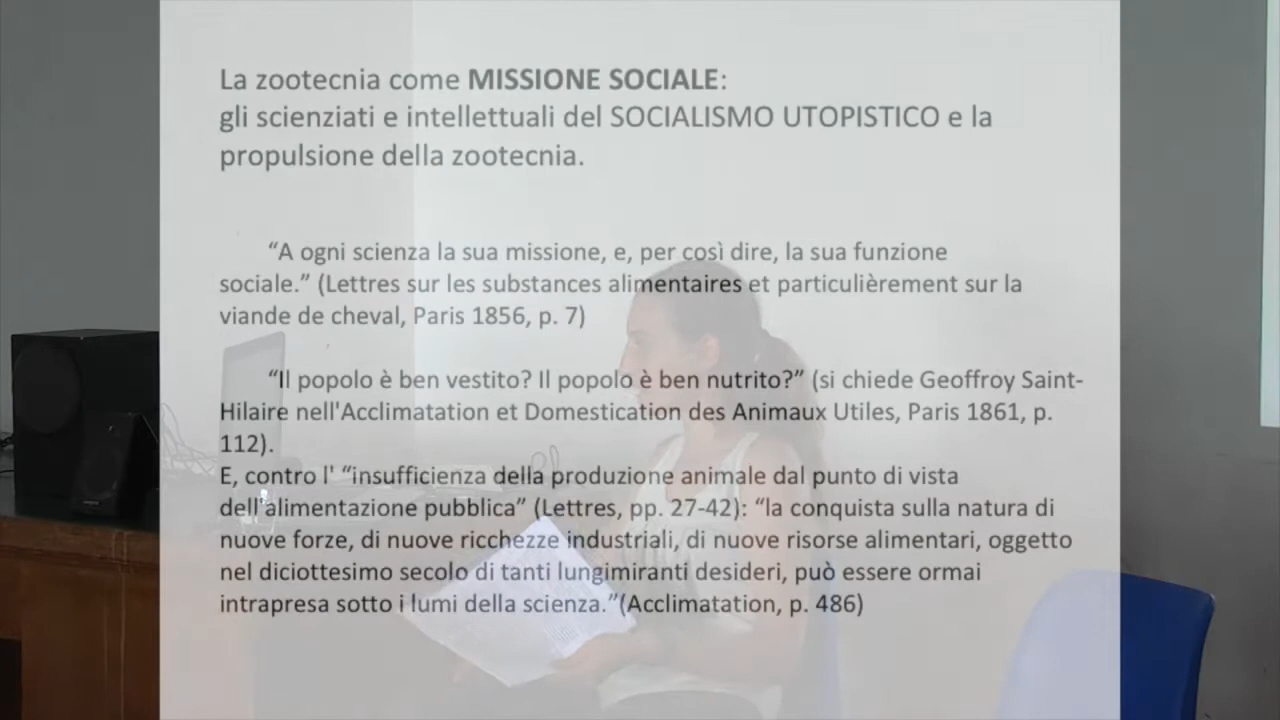 La zootecnia come MISSIONE SOCIALE:
gli scienziati e intellettuali del SOCIALISMO UTOPISTICO e la
propulsione della zootecnia.
“A ogni scienza la sua missione, e, per così dire, la sua funzione
sociale.” (Lettres sur les substances alimentaires et particulièrement sur la
viande de cheval, Paris 1856, p. 7)
“Il popolo è ben vestito? Il popolo è ben nutrito?” (si chiede Geoffroy Saint-
Hilaire nell'Acclimatation et Domestication des Animaux Utiles, Paris 1861, p.
112).
E, contro l' “insufficienza della produzione animale dal punto di vista
dell'alimentazione pubblica” (Lettres, pp. 27-42): “la conquista sulla natura di
nuove forze, di nuove ricchezze industriali, di nuove risorse alimentari, oggetto
nel diciottesimo secolo di tanti lungimiranti desideri, può essere ormai
intrapresa sotto i lumi della scienza.”(Acclimatation, p. 486)